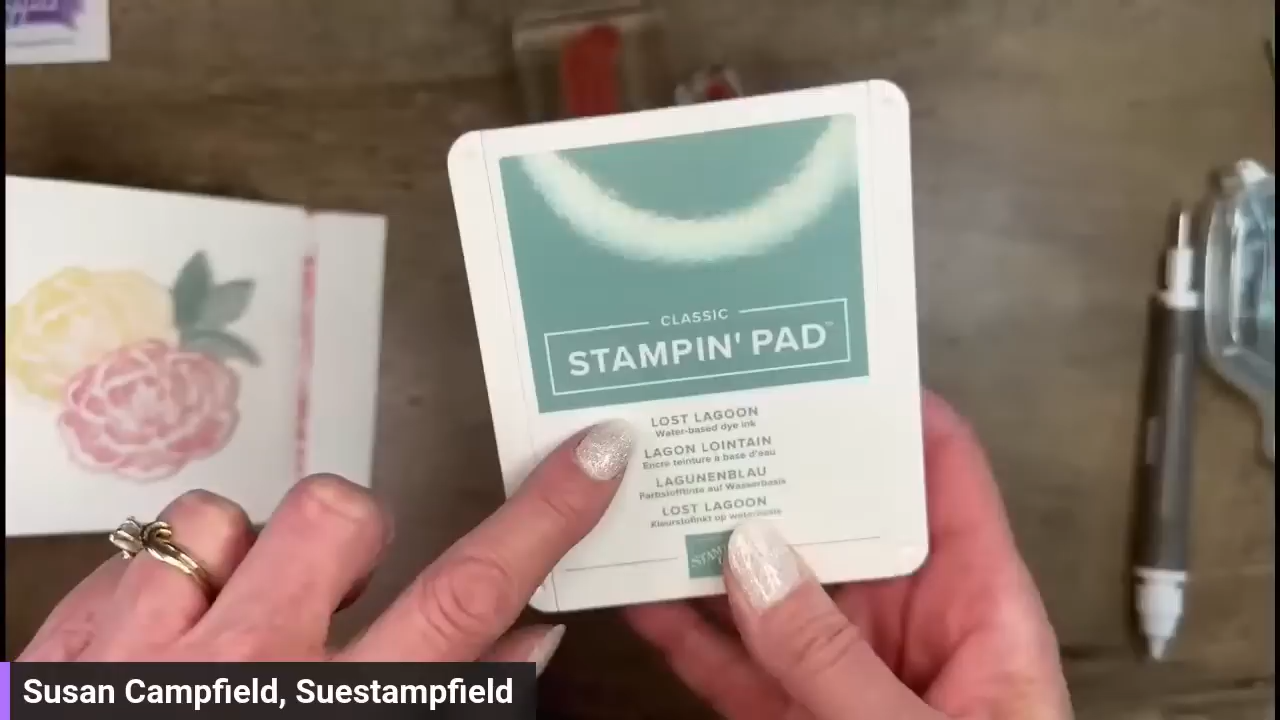 CLASSIC
STAMPIN' PAD™
LOST LAGOON
Water-based dye ink
LAGON LOINTAIN
Encre teinture à base d'eau
LAGUNENBLAU
Farbstofftinte auf Wasserbasis
LOST LAGOON
Kleurstofinkt op waterbasis
Susan Campfield, Suestampfield